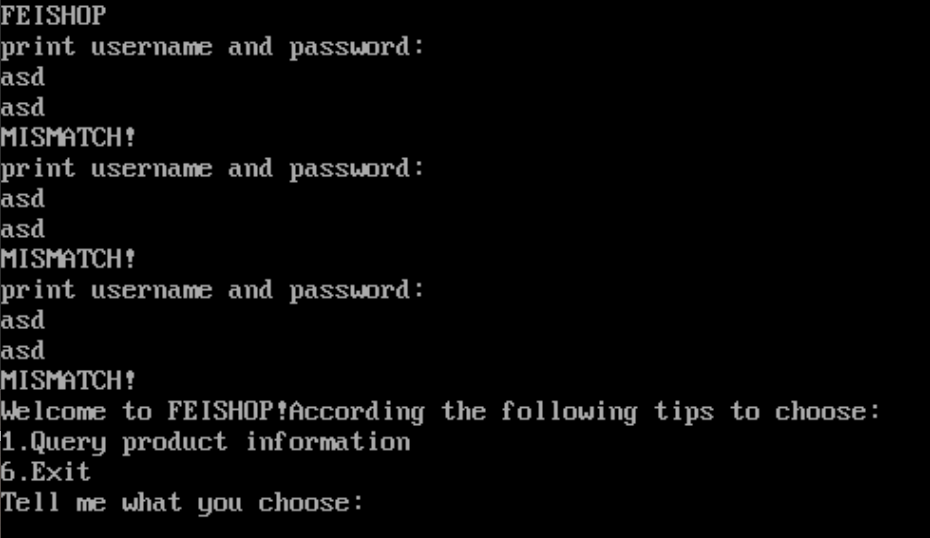 FEISHOP
print username and password:
asd
asd
MISMATCH!
print username and password:
asd
asd
MISMATCH!
print username and password:
asd
asd
MISMATCH!
Welcome to FEISHOP!According the following tips to choose:
1.Query product information
6.Exit
Tell me what you choose: